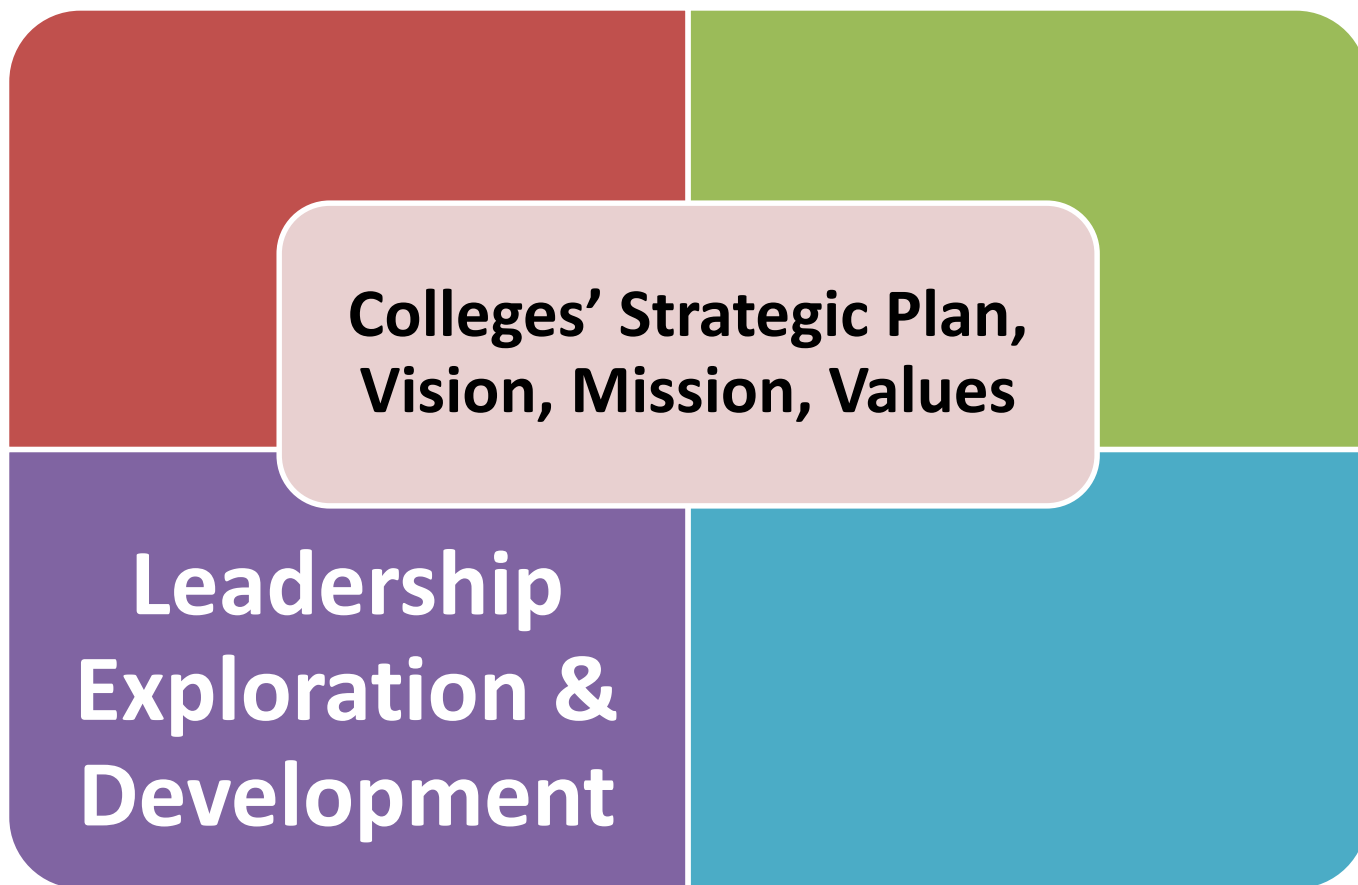 Colleges’ Strategic Plan,
Vision, Mission, Values
Leadership
Exploration &
Development